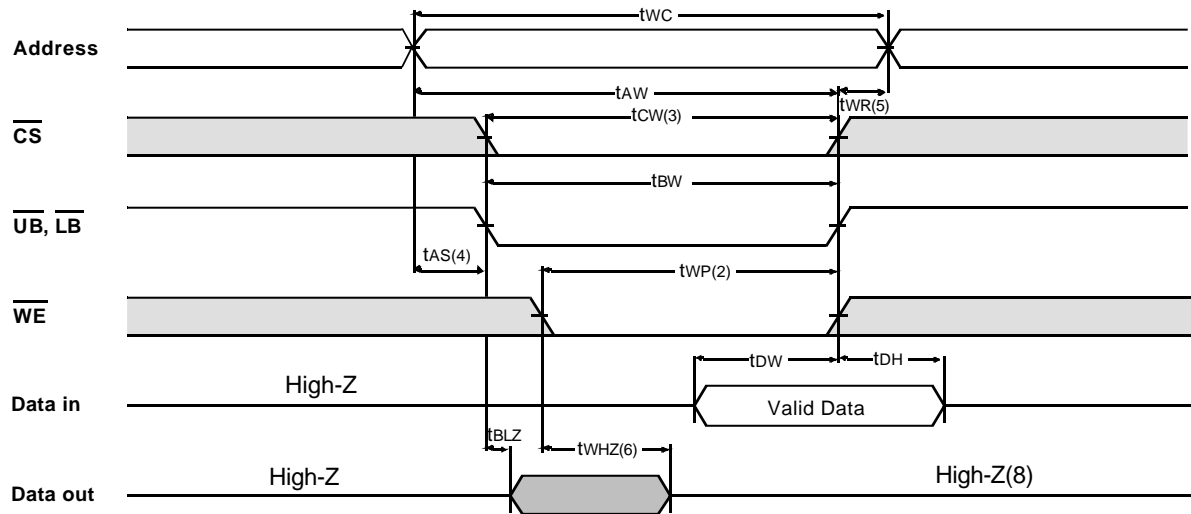 tWC
Address
tAW
tWR(5)
tCW(3)
CS
tBW
UB, LB
tAS(4)
tWP(2)
WE
tDW
tDH
High-Z
Data in
Valid Data
tBLZ
tWHZ(6)
High-Z
High-Z(8)
Data out